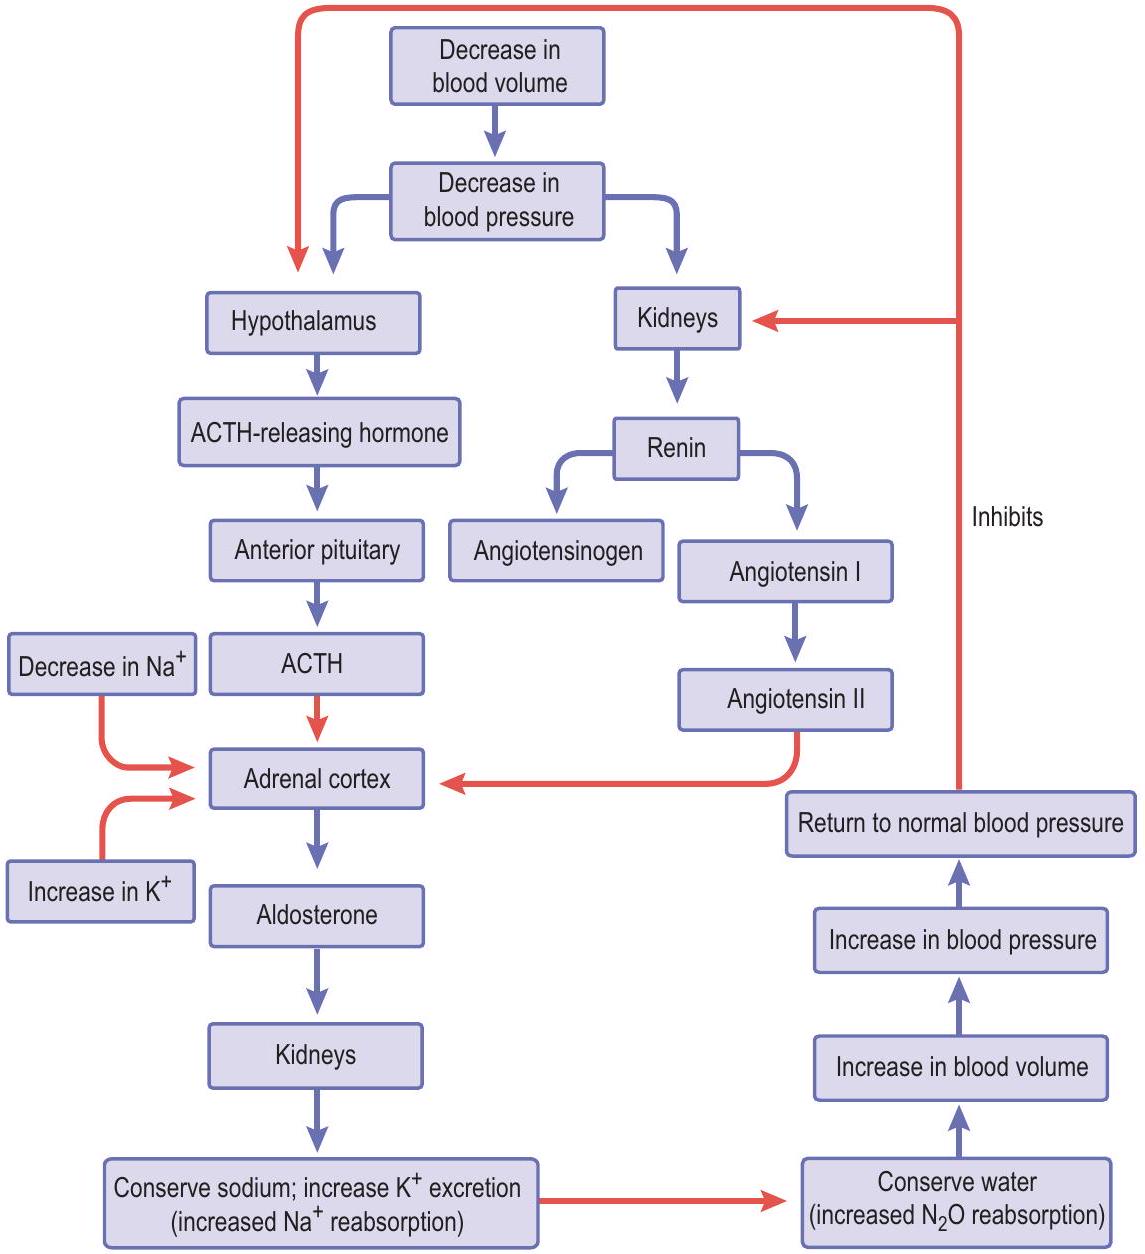 Decrease in
blood volume
Decrease in
blood pressure
Hypothalamus
Kidneys
ACTH-releasing hormone
Renin
Inhibits
Anterior pituitary
Angiotensinogen
Angiotensin I
Decrease in Na⁺
ACTH
Angiotensin II
Adrenal cortex
Return to normal blood pressure
Increase in K⁺
Aldosterone
Increase in blood pressure
Kidneys
Increase in blood volume
Conserve sodium; increase K⁺ excretion
(increased Na⁺ reabsorption)
Conserve water
(increased N₂O reabsorption)